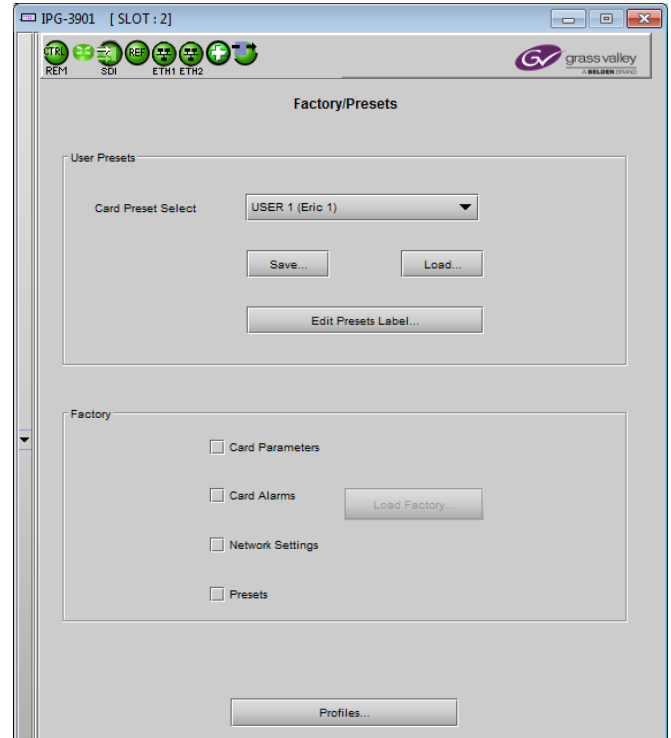 IPG-3901 [ SLOT : 2]
CTRL REF
REM SDI ETH1 ETH2
GV grassvalley
A BELDEN BRAND
Factory/Presets
User Presets
Card Preset Select USER 1 (Eric 1)
Save... Load...
Edit Presets Label...
Factory
Card Parameters
Card Alarms Load Factory...
Network Settings
Presets
Profiles...